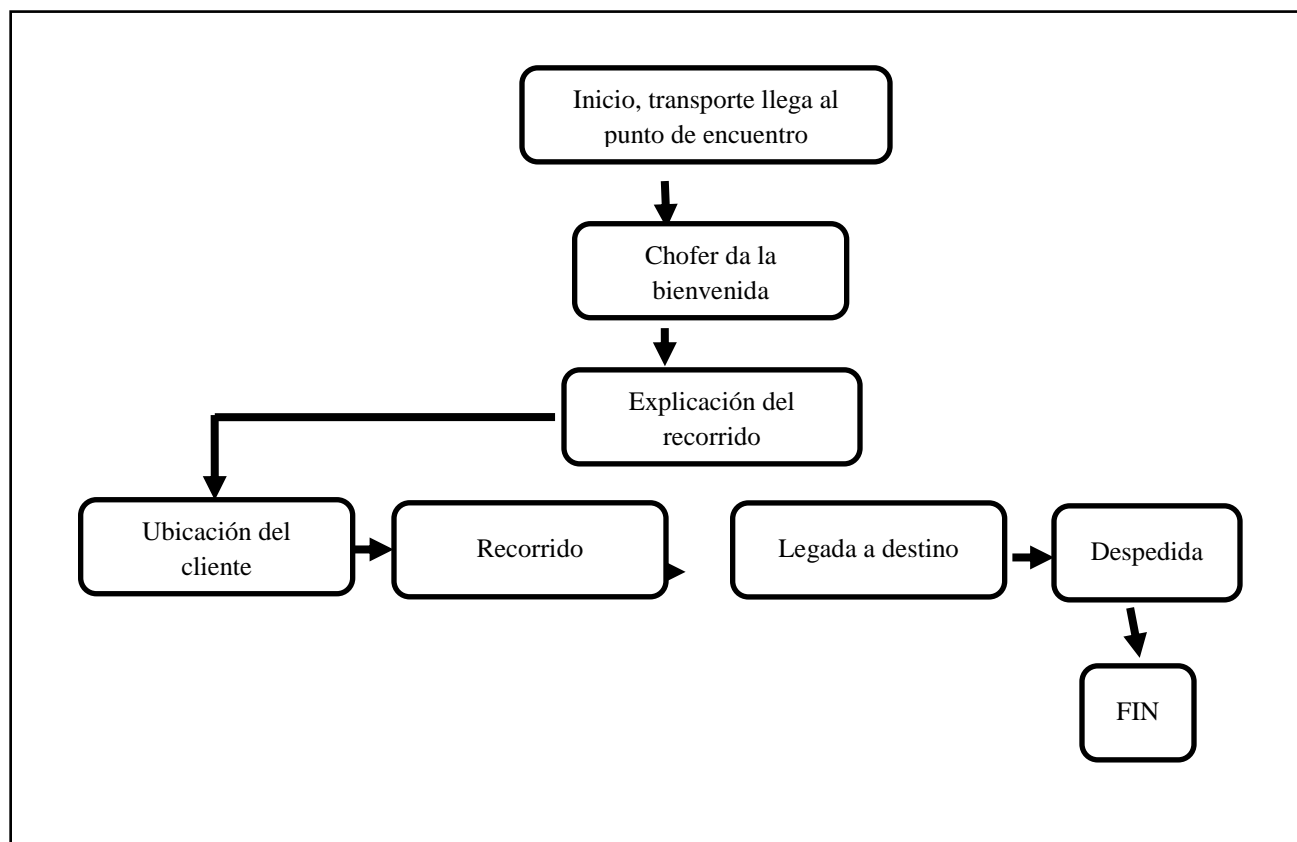 Inicio, transporte llega al
punto de encuentro
Chofer da la
bienvenida
Explicación del
recorrido
Ubicación del
cliente
Recorrido
Legada a destino
Despedida
FIN